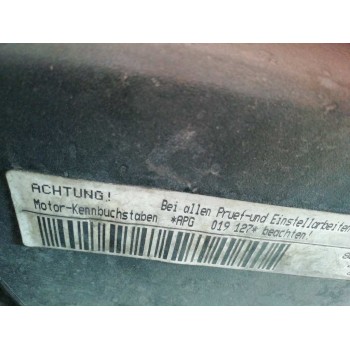 ACHTUNG! Bei allen Pruef-und Einstellarbeiten
Motor-Kennbuchstaben *APG 019 127* beachten!